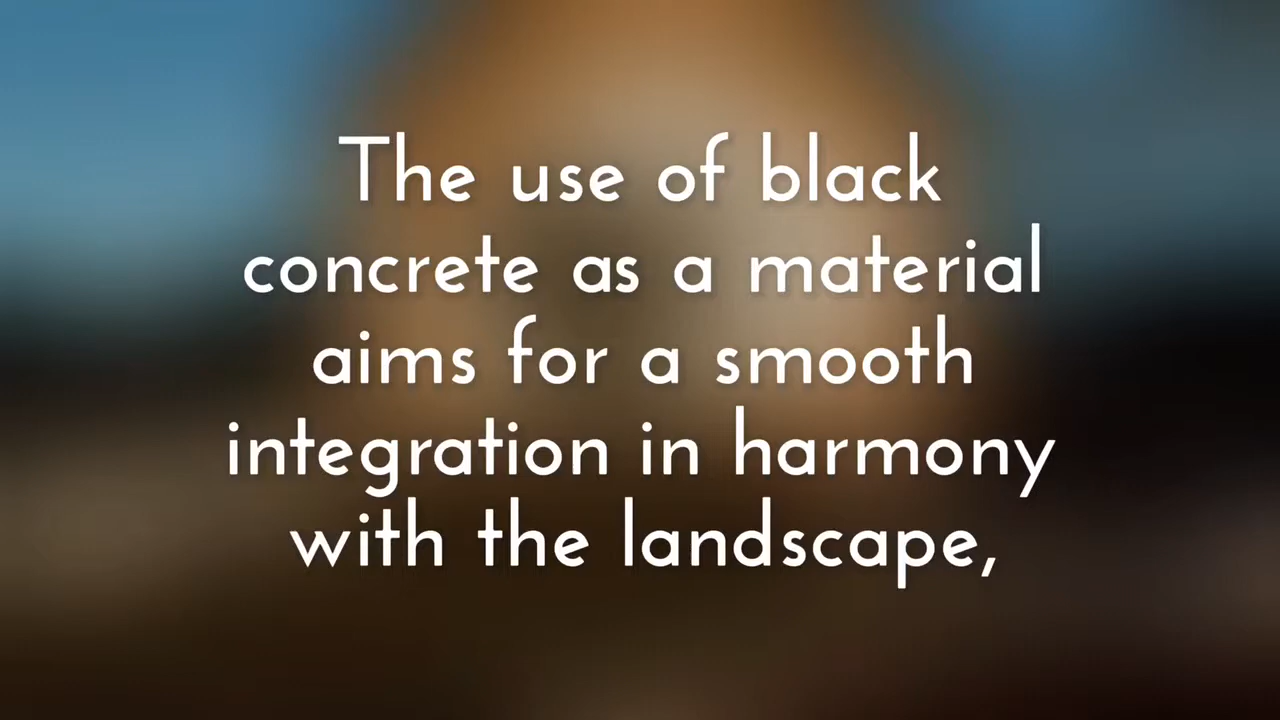 The use of black
concrete as a material
aims for a smooth
integration in harmony
with the landscape,